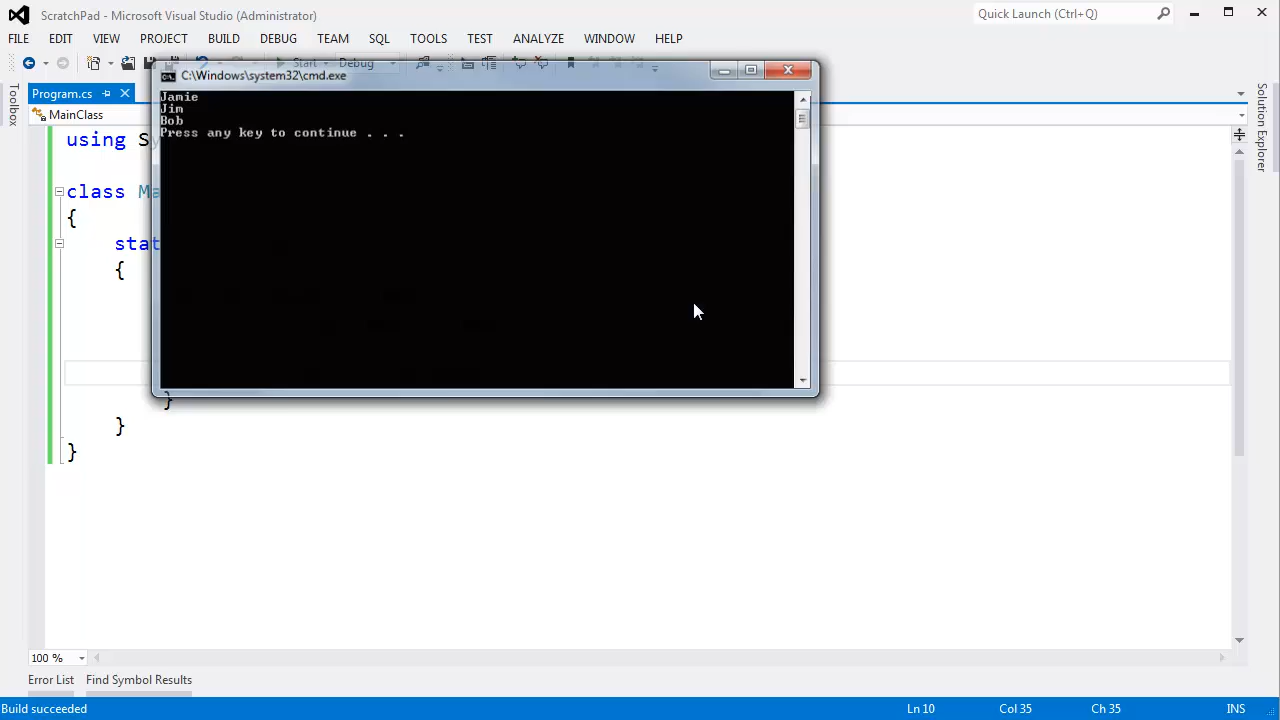 ScratchPad - Microsoft Visual Studio (Administrator)
Quick Launch (Ctrl+Q)
FILE EDIT VIEW PROJECT BUILD DEBUG TEAM SQL TOOLS TEST ANALYZE WINDOW HELP
Start Debug
C:\Windows\system32\cmd.exe
Jamie
Jim
Bob
Press any key to continue . . .
Toolbox
Program.cs
MainClass
Solution Explorer
using S
class Ma
{
stat
{
}
}
}
100 %
Error List Find Symbol Results
Build succeeded
Ln 10 Col 35 Ch 35 INS